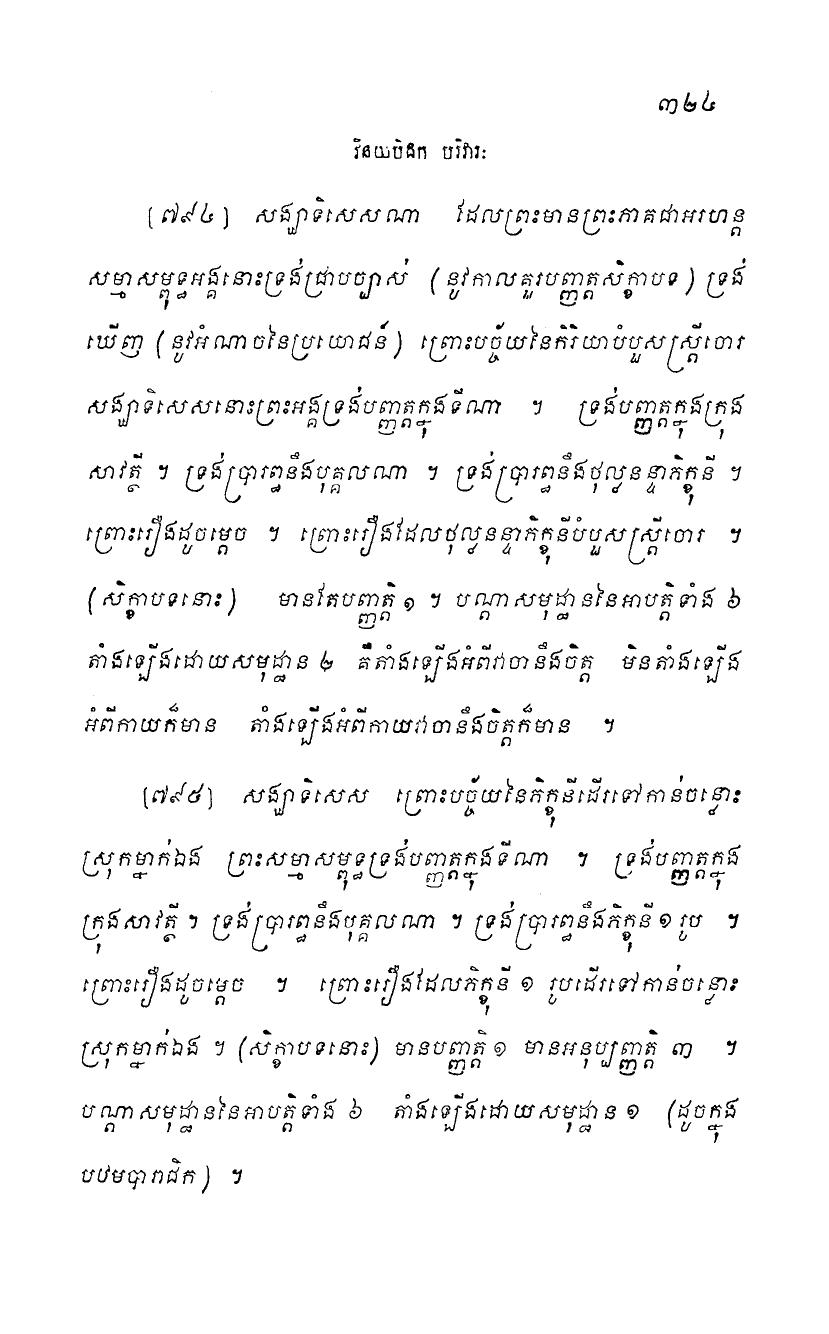 ៣២៤
វិនយបិដក បរិវារៈ
[៧៩៤] សង្ឃាទិសេសណា ដែលព្រះមានព្រះភាគជាអរហន្ត
សម្មាសម្ពុទ្ធអង្គនោះទ្រង់ជ្រាបច្បាស់ (នូវកាលគួរបញ្ញត្តសិក្ខាបទ) ទ្រង់
ឃើញ (នូវអំណាចនៃប្រយោជន៍) ព្រោះបច្ច័យនៃកិរិយាបំបួសស្ត្រីចោរ
សង្ឃាទិសេសនោះព្រះអង្គទ្រង់បញ្ញត្តក្នុងទីណា ។ ទ្រង់បញ្ញត្តក្នុងក្រុង
សាវត្ថី ។ ទ្រង់ប្រារព្ធនឹងបុគ្គលណា ។ ទ្រង់ប្រារព្ធនឹងថុល្លនន្ទាភិក្ខុនី ។
ព្រោះរឿងដូចម្តេច ។ ព្រោះរឿងដែលថុល្លនន្ទាភិក្ខុនីបំបួសស្ត្រីចោរ ។
(សិក្ខាបទនោះ) មានតែបញ្ញត្តិ ១ ។ បណ្តាសមុដ្ឋាននៃអាបត្តិទាំង ៦
តាំងឡើងដោយសមុដ្ឋាន ២ គឺតាំងឡើងអំពីវាចានឹងចិត្ត មិនតាំងឡើង
អំពីកាយក៏មាន តាំងឡើងអំពីកាយវាចានឹងចិត្តក៏មាន ។
[៧៩៥] សង្ឃាទិសេស ព្រោះបច្ច័យនៃភិក្ខុនីដើរទៅកាន់ចន្លោះ
ស្រុកម្នាក់ឯង ព្រះសម្មាសម្ពុទ្ធទ្រង់បញ្ញត្តក្នុងទីណា ។ ទ្រង់បញ្ញត្តក្នុង
ក្រុងសាវត្ថី ។ ទ្រង់ប្រារព្ធនឹងបុគ្គលណា ។ ទ្រង់ប្រារព្ធនឹងភិក្ខុនី ១ រូប ។
ព្រោះរឿងដូចម្តេច ។ ព្រោះរឿងដែលភិក្ខុនី ១ រូបដើរទៅកាន់ចន្លោះ
ស្រុកម្នាក់ឯង ។ (សិក្ខាបទនោះ) មានបញ្ញត្តិ ១ មានអនុប្បញ្ញត្តិ ៣ ។
បណ្តាសមុដ្ឋាននៃអាបត្តិទាំង ៦ តាំងឡើងដោយសមុដ្ឋាន ១ (ដូចក្នុង
បឋមបារាជិក) ។